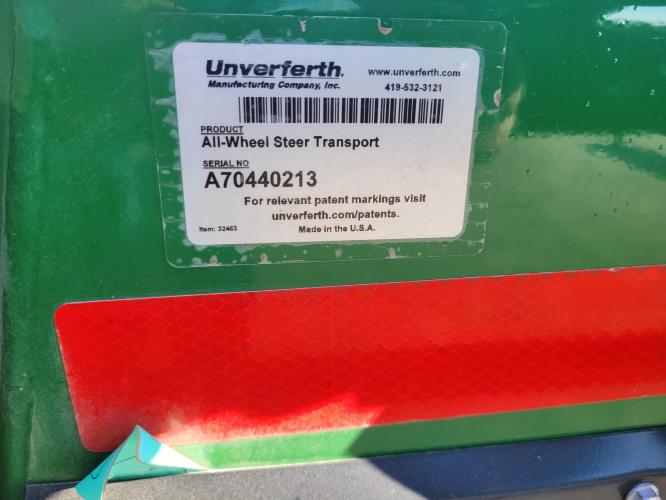 Unverferth. www.unverferth.com
Manufacturing Company, Inc. 419-532-3121
PRODUCT
All-Wheel Steer Transport
SERIAL NO
A70440213
For relevant patent markings visit
unverferth.com/patents.
Item: 32453 Made in the U.S.A.